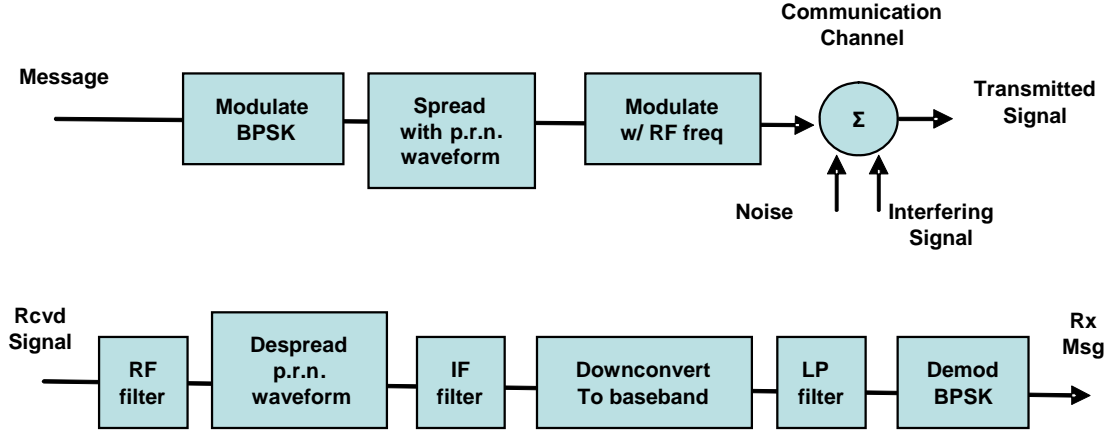 Communication
Channel
Message
Modulate
BPSK
Spread
with p.r.n.
waveform
Modulate
w/ RF freq
Σ
Transmitted
Signal
Noise
Interfering
Signal
Rcvd
Signal
RF
filter
Despread
p.r.n.
waveform
IF
filter
Downconvert
To baseband
LP
filter
Demod
BPSK
Rx
Msg